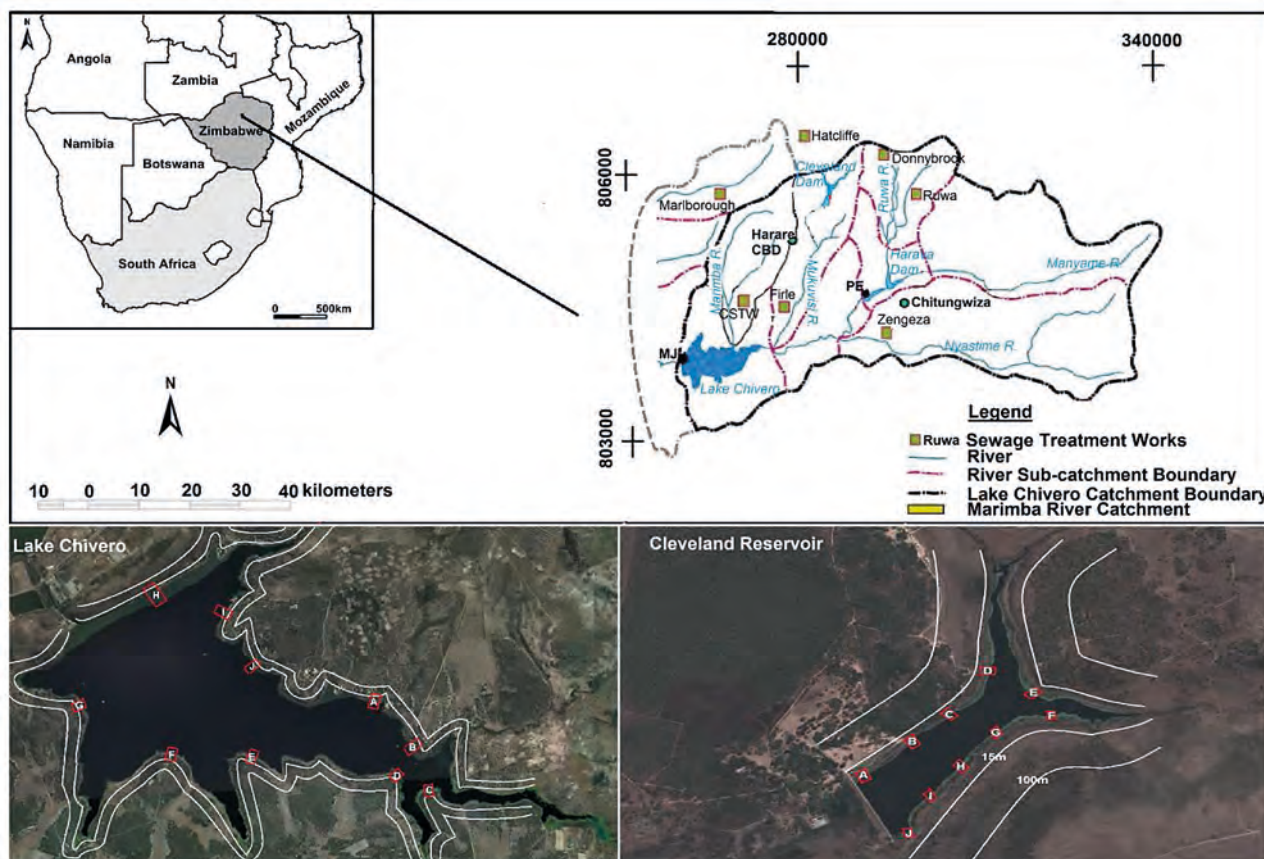 N
Angola
Zambia
Mozambique
Zimbabwe
Namibia
Botswana
South Africa
0 500km
280000
340000
806000
803000
Hatcliffe
Donnybrook
Cleveland
Dam
Ruwa R.
Ruwa
Marlborough
Harare
CBD
Marimba R.
Mukuvisi R.
Harava
Dam
Manyame R.
PE
Chitungwiza
CSTW
Firle
Zengeza
Nyastime R.
MJ
Lake Chivero
N
10 0 10 20 30 40 kilometers
Legend
Ruwa Sewage Treatment Works
River
River Sub-catchment Boundary
Lake Chivero Catchment Boundary
Marimba River Catchment
Lake Chivero
H
I
J
A
G
B
F
E
D
C
Cleveland Reservoir
D
E
C
F
G
B
15m
H
A
100m
I
J